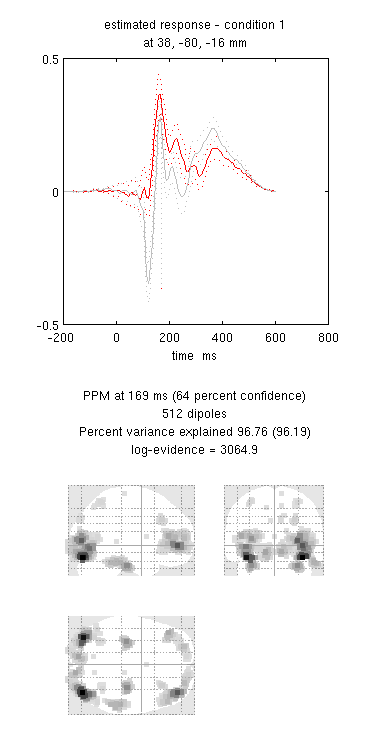 estimated response - condition 1
at 38, -80, -16 mm
0.5
0
-0.5
-200 0 200 400 600 800
time ms
PPM at 169 ms (64 percent confidence)
512 dipoles
Percent variance explained 96.76 (96.19)
log-evidence = 3064.9